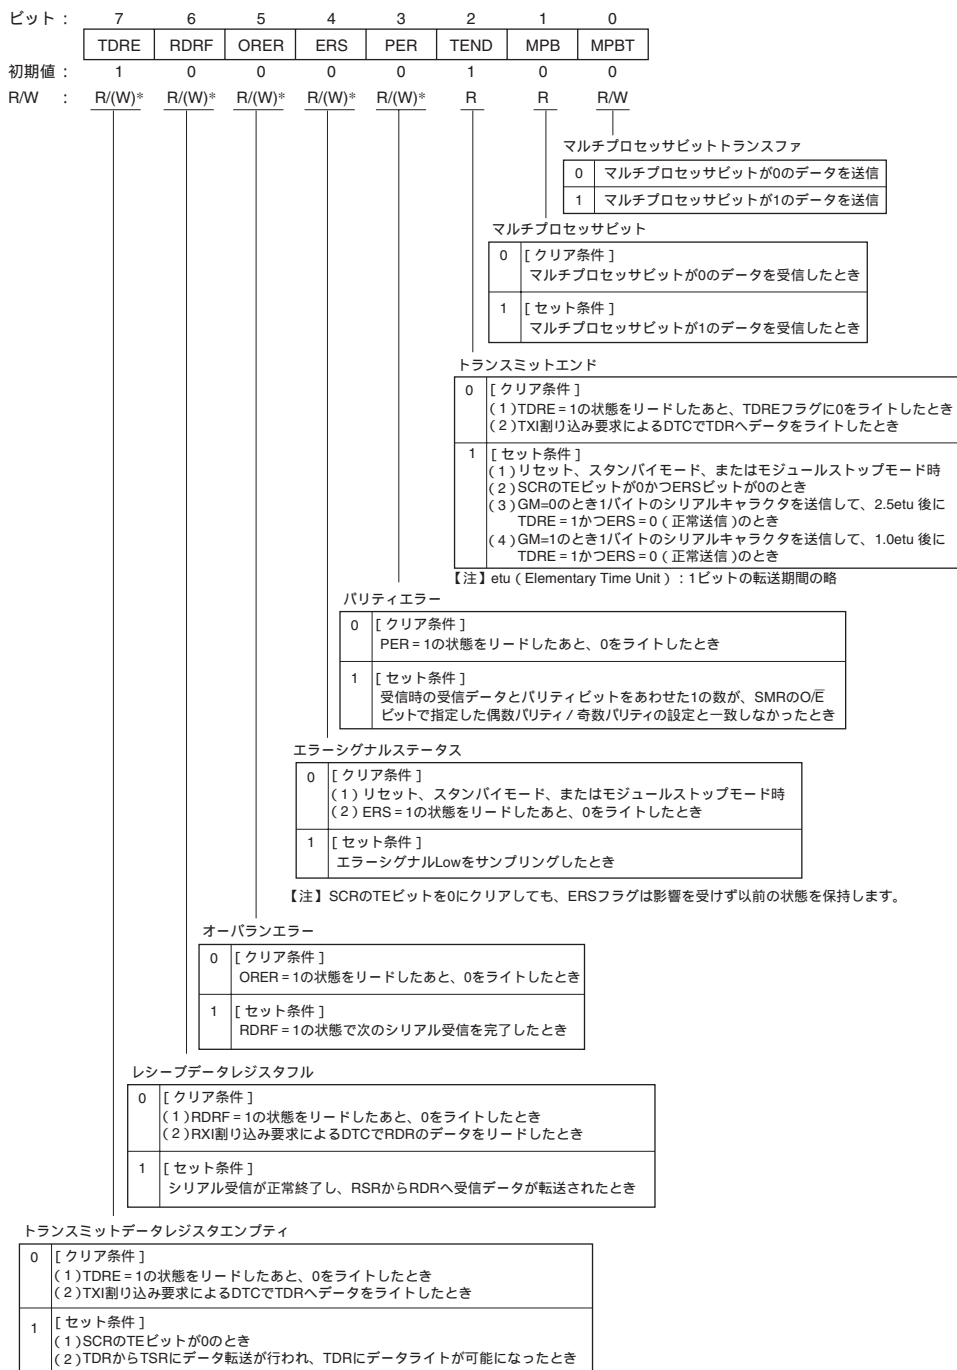 ビット： 7 6 5 4 3 2 1 0
TDRE RDRF ORER ERS PER TEND MPB MPBT
初期値： 1 0 0 0 0 1 0 0
R/W ： R/(W)* R/(W)* R/(W)* R/(W)* R/(W)* R R R/W
マルチプロセッサビットトランスファ
0 マルチプロセッサビットが0のデータを送信
1 マルチプロセッサビットが1のデータを送信
マルチプロセッサビット
0 [ クリア条件 ]
マルチプロセッサビットが0のデータを受信したとき
1 [ セット条件 ]
マルチプロセッサビットが1のデータを受信したとき
トランスミットエンド
0 [ クリア条件 ]
(1)TDRE = 1の状態をリードしたあと、TDREフラグに0をライトしたとき
(2)TXI割り込み要求によるDTCでTDRへデータをライトしたとき
1 [ セット条件 ]
(1)リセット、スタンバイモード、またはモジュールストップモード時
(2)SCRのTEビットが0かつERSビットが0のとき
(3)GM=0のとき1バイトのシリアルキャラクタを送信して、2.5etu 後に
TDRE = 1かつERS = 0 ( 正常送信 )のとき
(4)GM=1のとき1バイトのシリアルキャラクタを送信して、1.0etu 後に
TDRE = 1かつERS = 0 ( 正常送信 )のとき
【注】etu ( Elementary Time Unit ) : 1ビットの転送期間の略
パリティエラー
0 [ クリア条件 ]
PER = 1の状態をリードしたあと、0をライトしたとき
1 [ セット条件 ]
受信時の受信データとパリティビットをあわせた1の数が、SMRのO/E̅
ビットで指定した偶数パリティ / 奇数パリティの設定と一致しなかったとき
エラーシグナルステータス
0 [ クリア条件 ]
(1) リセット、スタンバイモード、またはモジュールストップモード時
(2) ERS = 1の状態をリードしたあと、0をライトしたとき
1 [ セット条件 ]
エラーシグナルLowをサンプリングしたとき
【注】SCRのTEビットを0にクリアしても、ERSフラグは影響を受けず以前の状態を保持します。
オーバランエラー
0 [ クリア条件 ]
ORER = 1の状態をリードしたあと、0をライトしたとき
1 [ セット条件 ]
RDRF = 1の状態で次のシリアル受信を完了したとき
レシーブデータレジスタフル
0 [ クリア条件 ]
(1)RDRF = 1の状態をリードしたあと、0をライトしたとき
(2)RXI割り込み要求によるDTCでRDRのデータをリードしたとき
1 [ セット条件 ]
シリアル受信が正常終了し、RSRからRDRへ受信データが転送されたとき
トランスミットデータレジスタエンプティ
0 [ クリア条件 ]
(1)TDRE = 1の状態をリードしたあと、0をライトしたとき
(2)TXI割り込み要求によるDTCでTDRへデータをライトしたとき
1 [ セット条件 ]
(1)SCRのTEビットが0のとき
(2)TDRからTSRにデータ転送が行われ、TDRにデータライトが可能になったとき